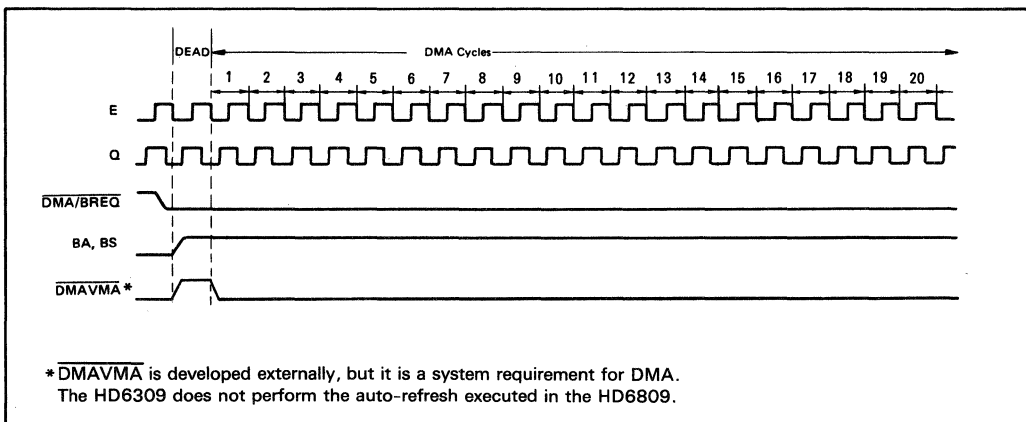 DEAD DMA Cycles
1 2 3 4 5 6 7 8 9 10 11 12 13 14 15 16 17 18 19 20
E
Q
DMA/BREQ
BA, BS
DMAVMA*
* DMAVMA is developed externally, but it is a system requirement for DMA.
The HD6309 does not perform the auto-refresh executed in the HD6809.